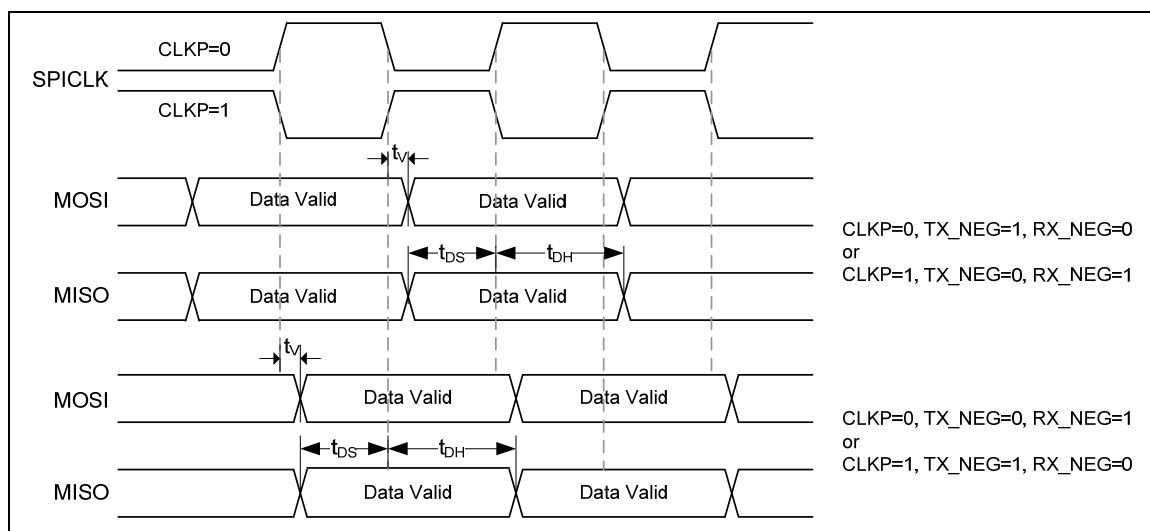 CLKP=0
SPICLK
CLKP=1
tV
MOSI
Data Valid
Data Valid
CLKP=0, TX_NEG=1, RX_NEG=0
or
CLKP=1, TX_NEG=0, RX_NEG=1
tDS
tDH
MISO
Data Valid
Data Valid
tV
MOSI
Data Valid
Data Valid
CLKP=0, TX_NEG=0, RX_NEG=1
or
CLKP=1, TX_NEG=1, RX_NEG=0
tDS
tDH
MISO
Data Valid
Data Valid